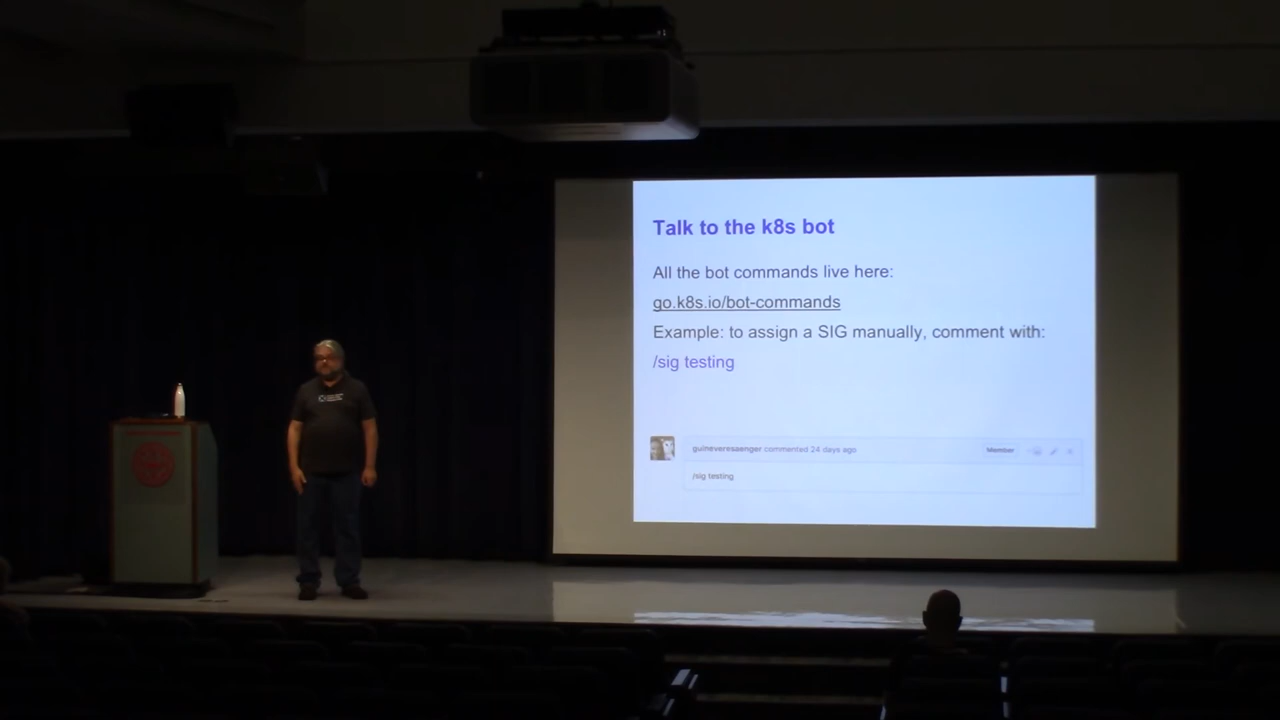 Talk to the k8s bot
All the bot commands live here:
go.k8s.io/bot-commands
Example: to assign a SIG manually, comment with:
/sig testing
guineveresaenger commented 24 days ago
Member
/sig testing